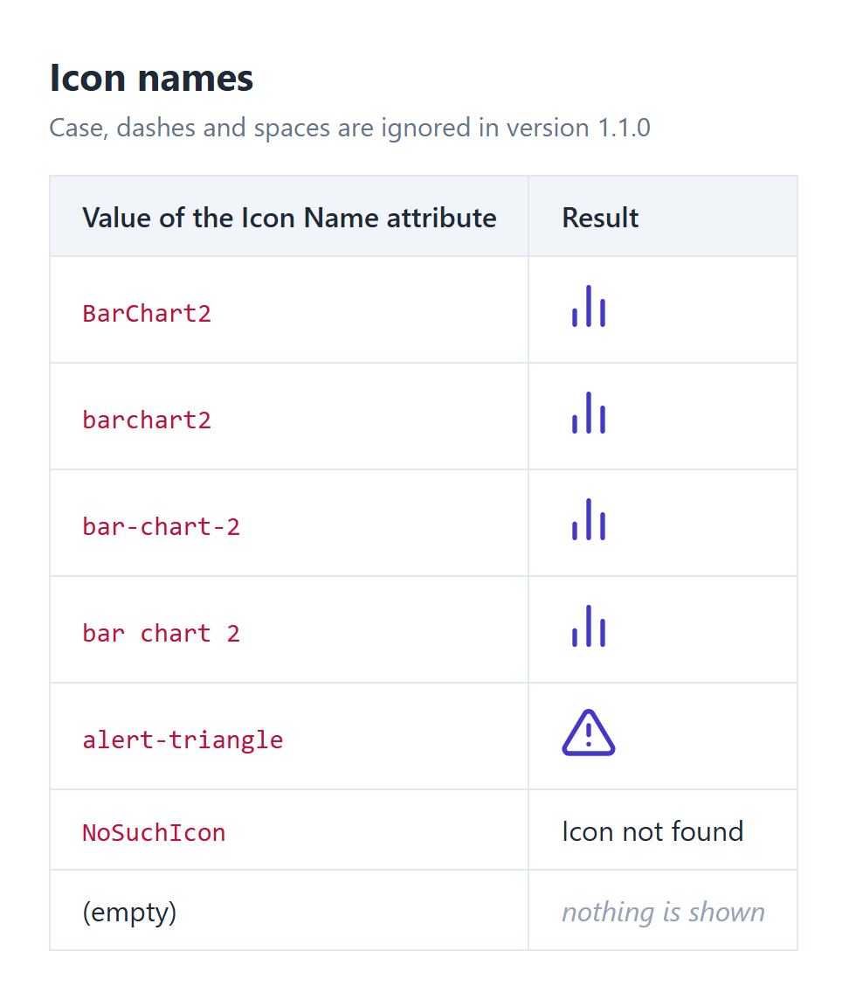 Icon names
Case, dashes and spaces are ignored in version 1.1.0
Value of the Icon Name attribute Result
BarChart2
barchart2
bar-chart-2
bar chart 2
alert-triangle
NoSuchIcon Icon not found
(empty) nothing is shown